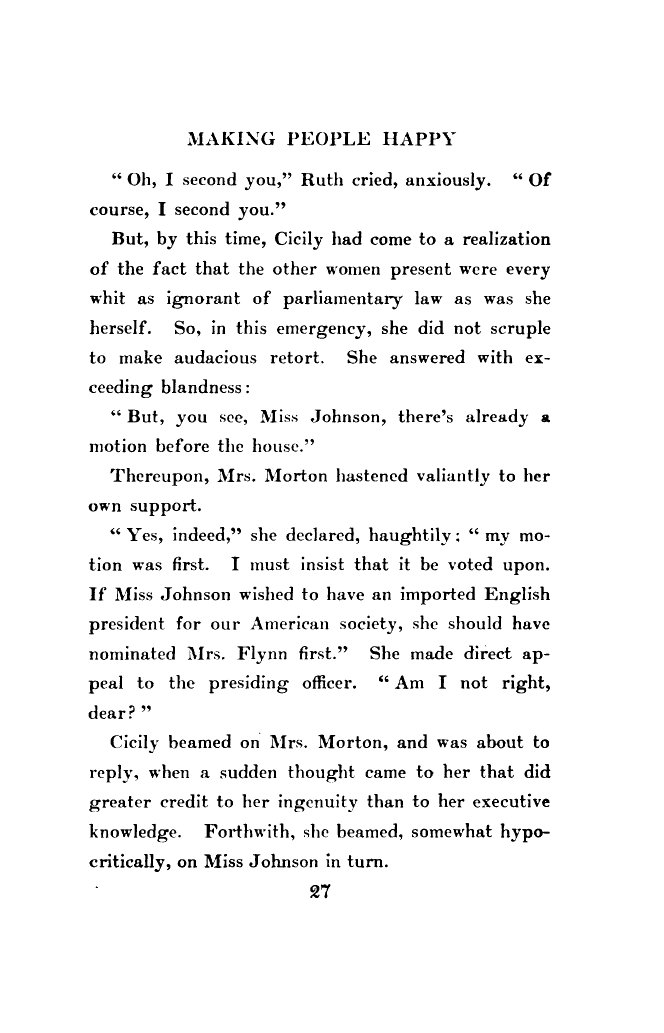 MAKING PEOPLE HAPPY
“ Oh, I second you,” Ruth cried, anxiously. “ Of
course, I second you.”
But, by this time, Cicily had come to a realization
of the fact that the other women present were every
whit as ignorant of parliamentary law as was she
herself. So, in this emergency, she did not scruple
to make audacious retort. She answered with ex-
ceeding blandness :
“ But, you see, Miss Johnson, there’s already a
motion before the house.”
Thereupon, Mrs. Morton hastened valiantly to her
own support.
“ Yes, indeed,” she declared, haughtily ; “ my mo-
tion was first. I must insist that it be voted upon.
If Miss Johnson wished to have an imported English
president for our American society, she should have
nominated Mrs. Flynn first.” She made direct ap-
peal to the presiding officer. “ Am I not right,
dear? ”
Cicily beamed on Mrs. Morton, and was about to
reply, when a sudden thought came to her that did
greater credit to her ingenuity than to her executive
knowledge. Forthwith, she beamed, somewhat hypo-
critically, on Miss Johnson in turn.
27